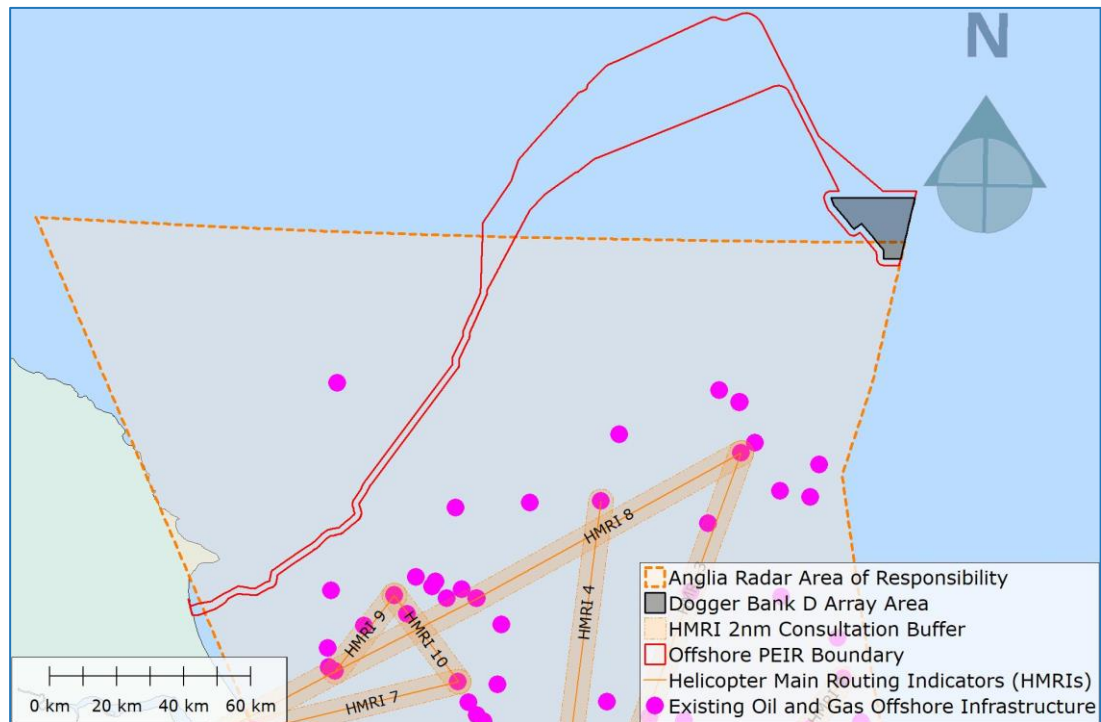 N
HMRI 8
HMRI 4
HMRI 9
HMRI 10
HMRI 7
Anglia Radar Area of Responsibility
Dogger Bank D Array Area
HMRI 2nm Consultation Buffer
Offshore PEIR Boundary
Helicopter Main Routing Indicators (HMRIs)
Existing Oil and Gas Offshore Infrastructure
0 km 20 km 40 km 60 km